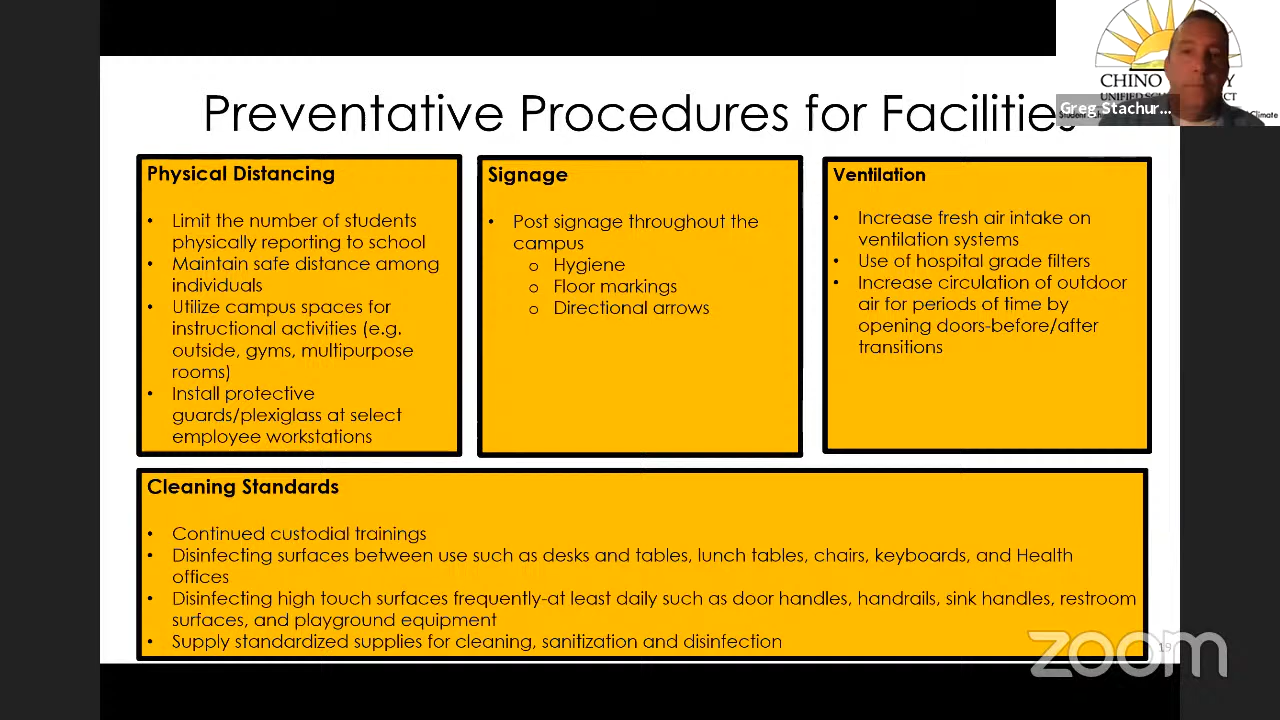 Preventative Procedures for Facilities
CHINO
UNIFIED
Greg Stachur...
Climate
Physical Distancing
• Limit the number of students
physically reporting to school
• Maintain safe distance among
individuals
• Utilize campus spaces for
instructional activities (e.g.
outside, gyms, multipurpose
rooms)
• Install protective
guards/plexiglass at select
employee workstations
Signage
• Post signage throughout the
campus
o Hygiene
o Floor markings
o Directional arrows
Ventilation
• Increase fresh air intake on
ventilation systems
• Use of hospital grade filters
• Increase circulation of outdoor
air for periods of time by
opening doors-before/after
transitions
Cleaning Standards
• Continued custodial trainings
• Disinfecting surfaces between use such as desks and tables, lunch tables, chairs, keyboards, and Health
offices
• Disinfecting high touch surfaces frequently-at least daily such as door handles, handrails, sink handles, restroom
surfaces, and playground equipment
• Supply standardized supplies for cleaning, sanitization and disinfection
zoom
19